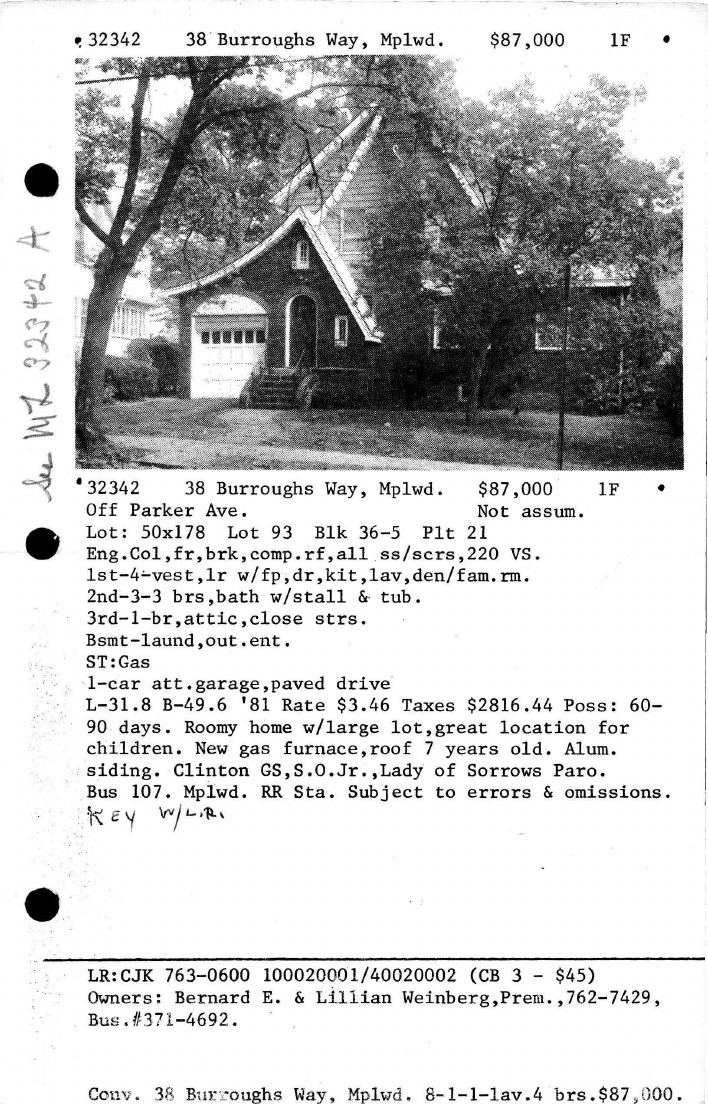 32342 38 Burroughs Way, Mplwd. $87,000 1F
See ML 32342 A
32342 38 Burroughs Way, Mplwd. $87,000 1F
Off Parker Ave. Not assum.
Lot: 50x178 Lot 93 Blk 36-5 Plt 21
Eng.Col,fr,brk,comp.rf,all ss/scrs,220 VS.
1st-4-vest,lr w/fp,dr,kit,lav,den/fam.rm.
2nd-3-3 brs,bath w/stall & tub.
3rd-1-br,attic,close strs.
Bsmt-laund,out.ent.
ST:Gas
1-car att.garage,paved drive
L-31.8 B-49.6 '81 Rate $3.46 Taxes $2816.44 Poss: 60-
90 days. Roomy home w/large lot,great location for
children. New gas furnace,roof 7 years old. Alum.
siding. Clinton GS,S.O.Jr.,Lady of Sorrows Paro.
Bus 107. Mplwd. RR Sta. Subject to errors & omissions.
KEY W/L.R.
LR:CJK 763-0600 100020001/40020002 (CB 3 - $45)
Owners: Bernard E. & Lillian Weinberg,Prem.,762-7429,
Bus.#371-4692.
Conv. 38 Burroughs Way, Mplwd. 8-1-1-lav.4 brs.$87,000.